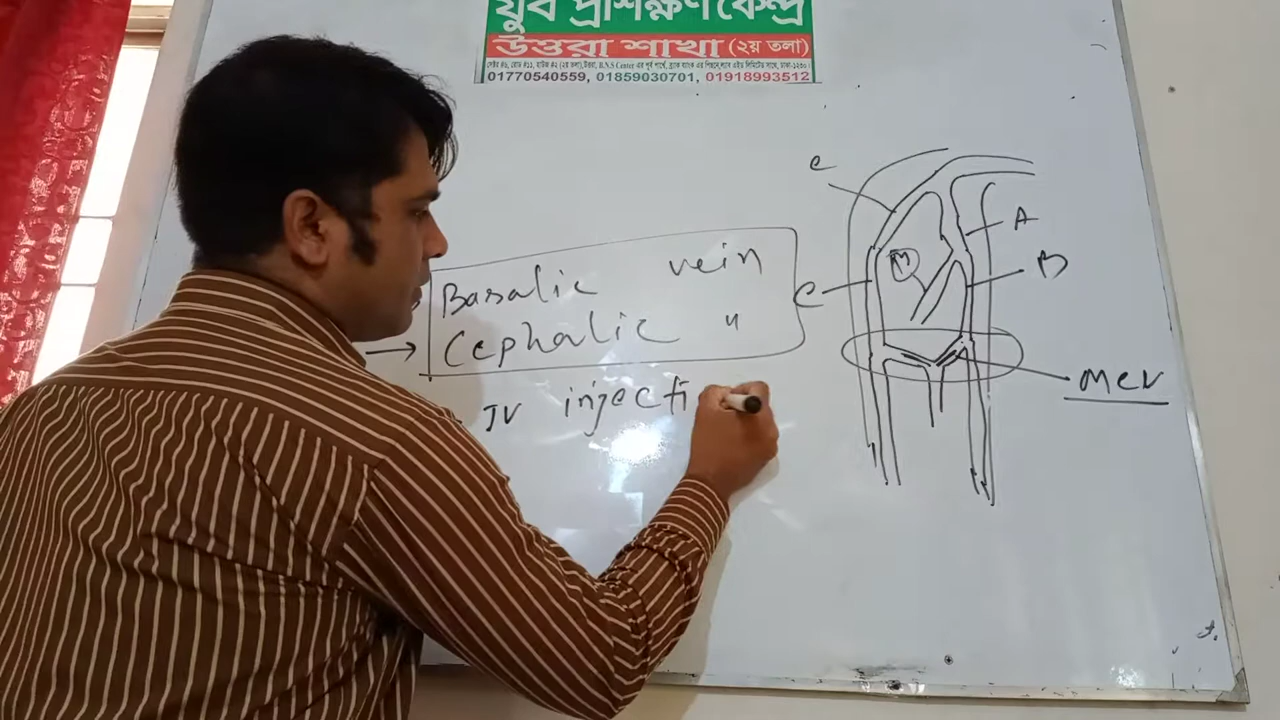 যুব প্রশিক্ষণ কেন্দ্র
উত্তরা শাখা (২য় তলা)
01770540559, 01859030701, 01918993512
Basalic vein
Cephalic "
IV injecti
C
A
M
B
C
MCV